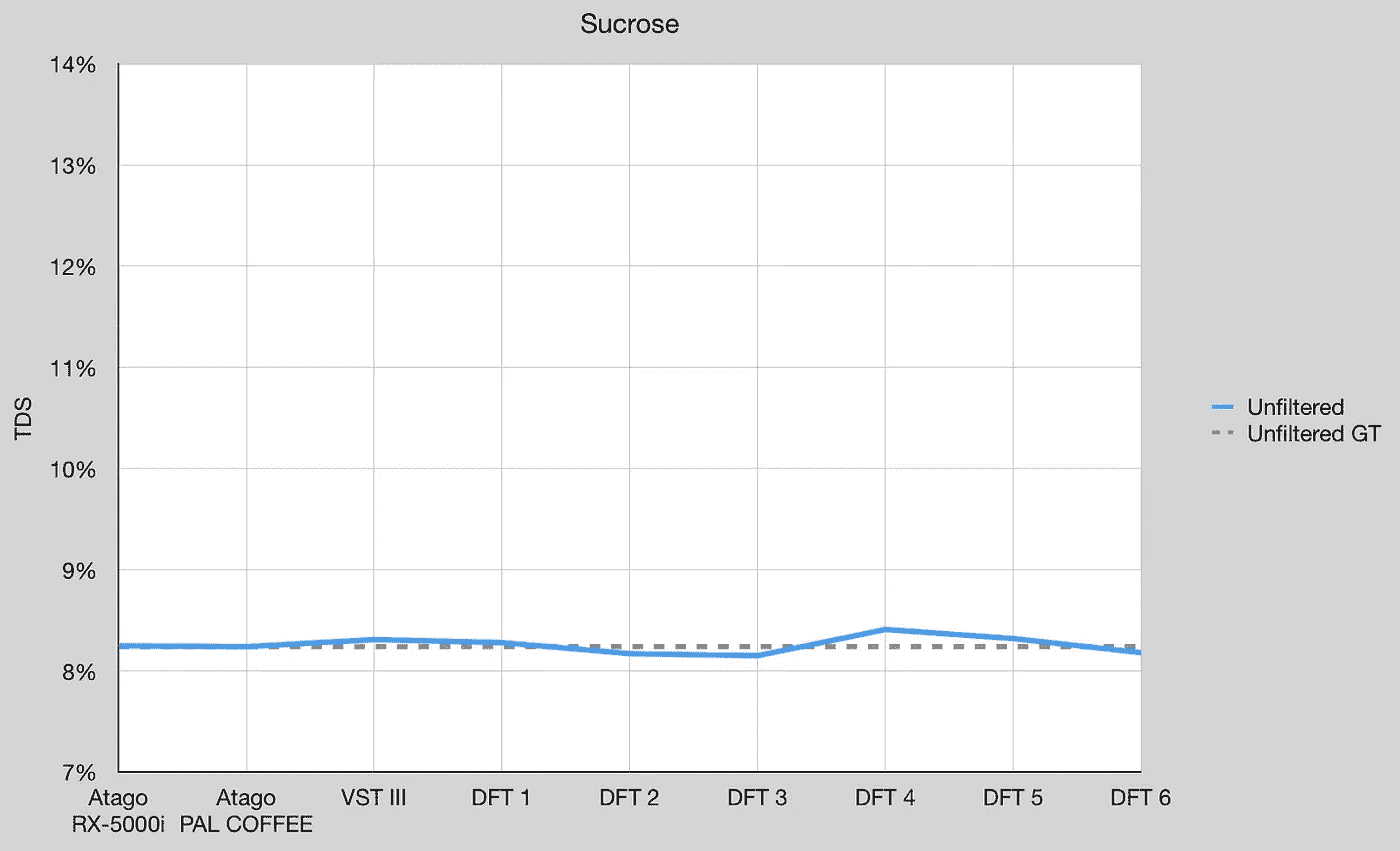 Sucrose
14%
13%
12%
11%
10%
9%
8%
7%
TDS
Atago
RX-5000i
Atago
PAL COFFEE
VST III
DFT 1
DFT 2
DFT 3
DFT 4
DFT 5
DFT 6
Unfiltered
Unfiltered GT